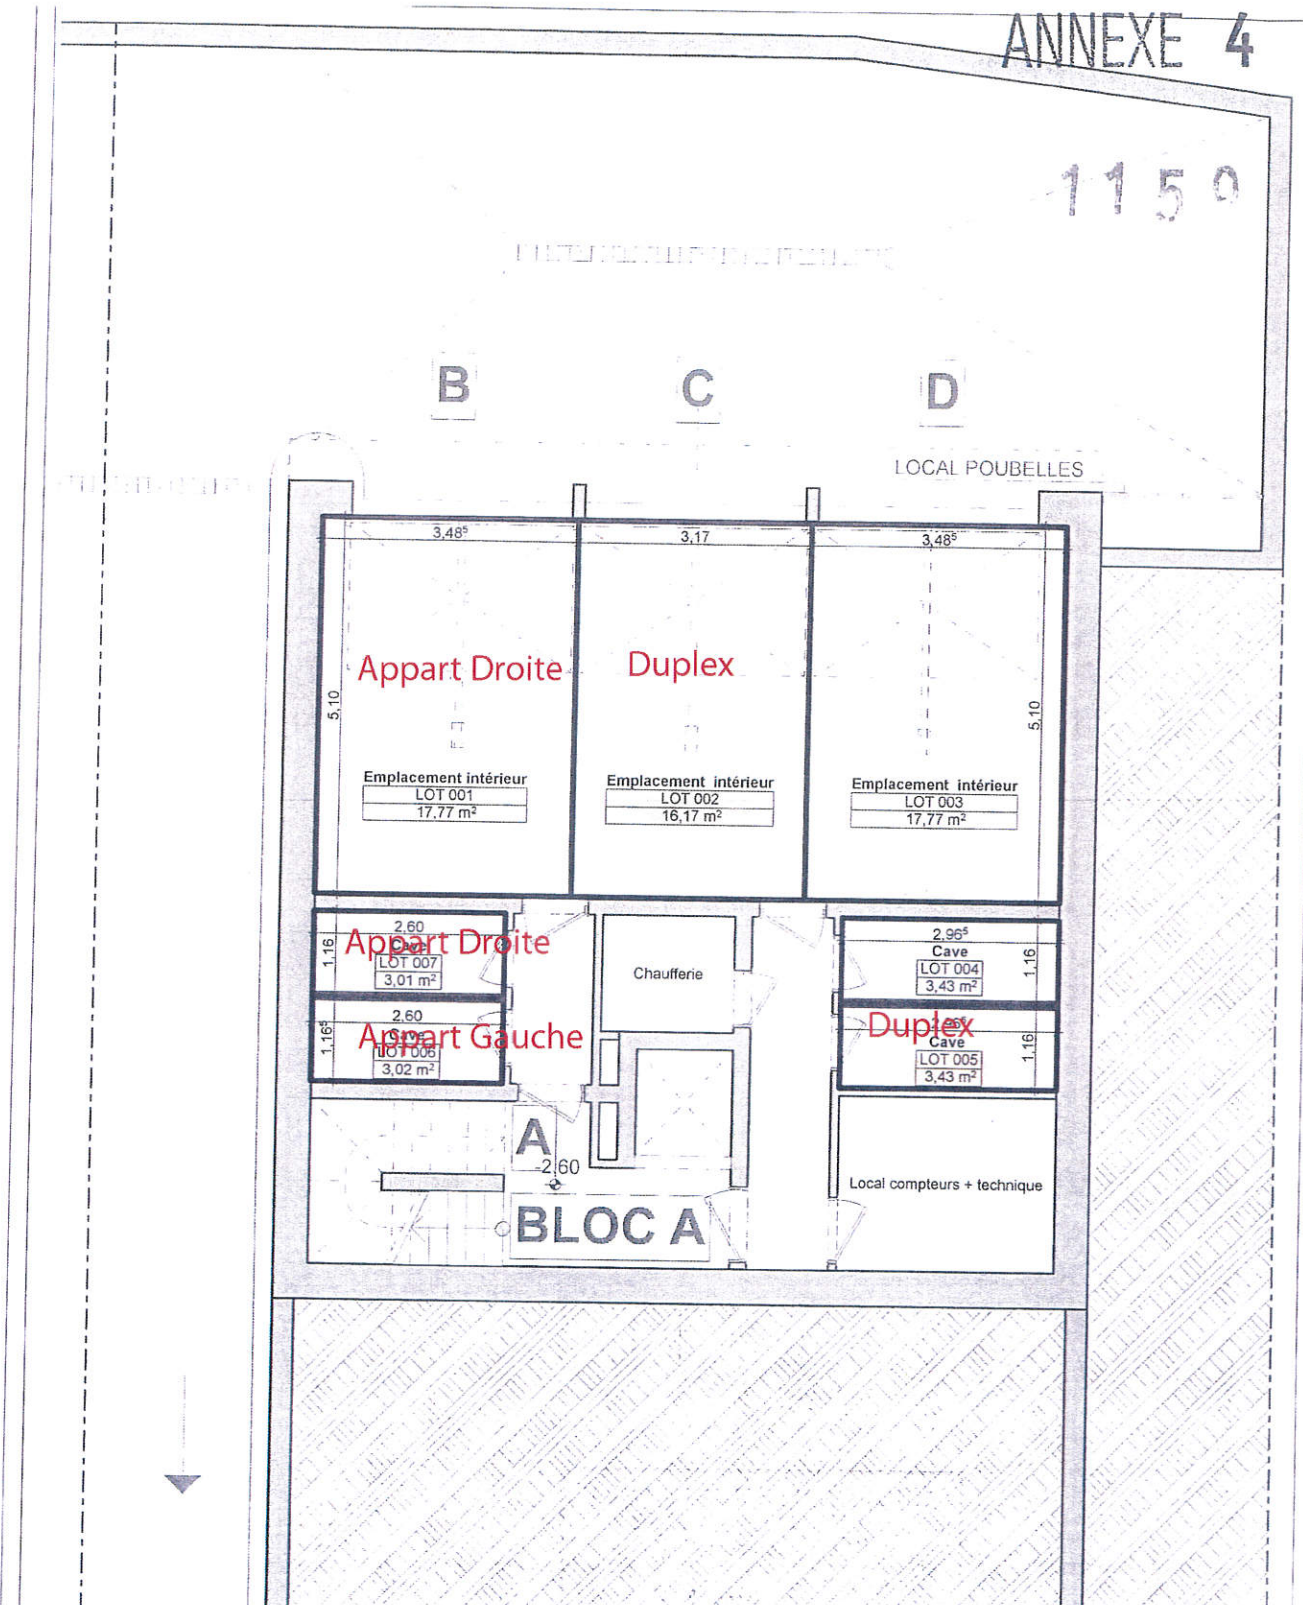 ANNEXE 4
1150
B
C
D
LOCAL POUBELLES
3,48⁵
3,17
3,48⁵
Appart Droite
Duplex
5,10
5,10
Emplacement intérieur
LOT 001
17,77 m²
Emplacement intérieur
LOT 002
16,17 m²
Emplacement intérieur
LOT 003
17,77 m²
2,60
Appart Droite
Cave
LOT 007
3,01 m²
1,16
Chaufferie
2,96⁵
Cave
LOT 004
3,43 m²
1,16
2,60
Appart Gauche
Cave
LOT 006
3,02 m²
1,16⁵
Duplex
Cave
LOT 005
3,43 m²
1,16
A
-2,60
BLOC A
Local compteurs + technique